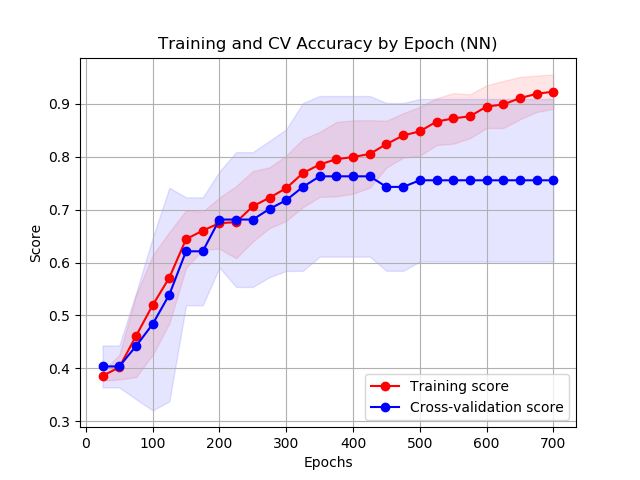 Training and CV Accuracy by Epoch (NN)
0.9
0.8
0.7
0.6
0.5
0.4
0.3
Score
0 100 200 300 400 500 600 700
Epochs
Training score
Cross-validation score